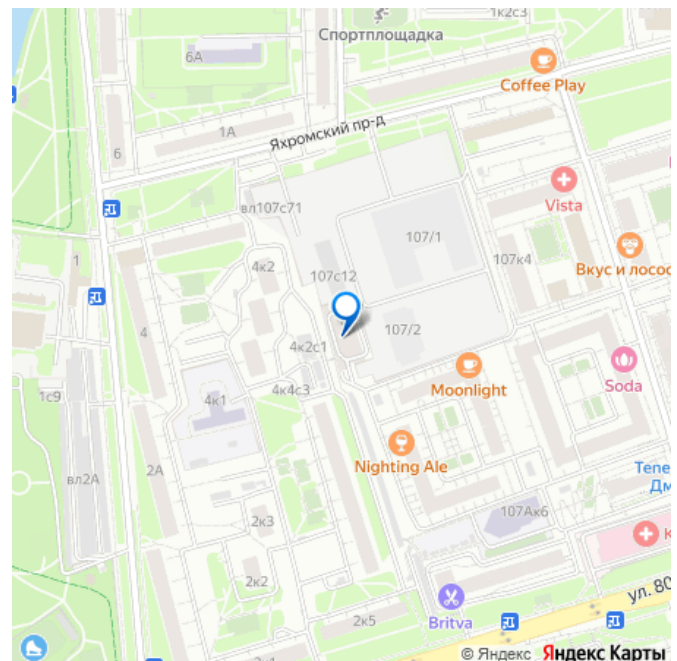 1к2с3
Спортплощадка
6А
Coffee Play
1А
Яхромский пр-д
6
вл107с71
Vista
107/1
107к4
Вкус и лосос
1
4к2
107с12
4
4к2с1
107/2
Moonlight
Soda
1с9
4к1
4к4с3
Nighting Ale
2А
вл2А
Теле
Дм
2к3
107Ак6
К
2к2
Britva
ул. 80
2к5
2к1
© Яндекс Яндекс Карты